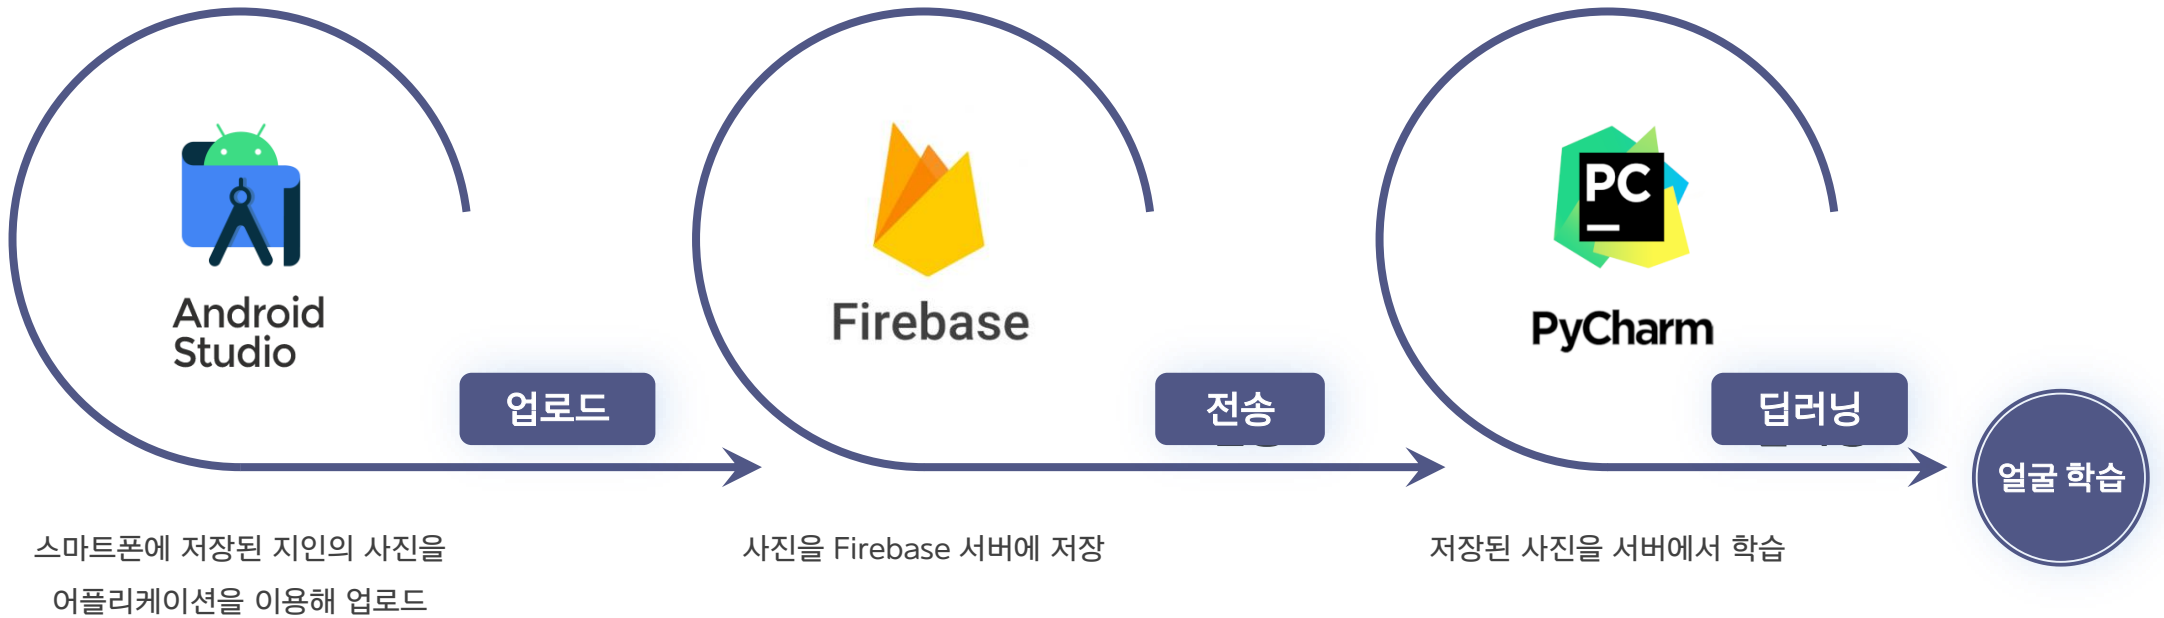 Android
Studio
업로드
스마트폰에 저장된 지인의 사진을
어플리케이션을 이용해 업로드
Firebase
전송
사진을 Firebase 서버에 저장
PC
PyCharm
딥러닝
저장된 사진을 서버에서 학습
얼굴 학습